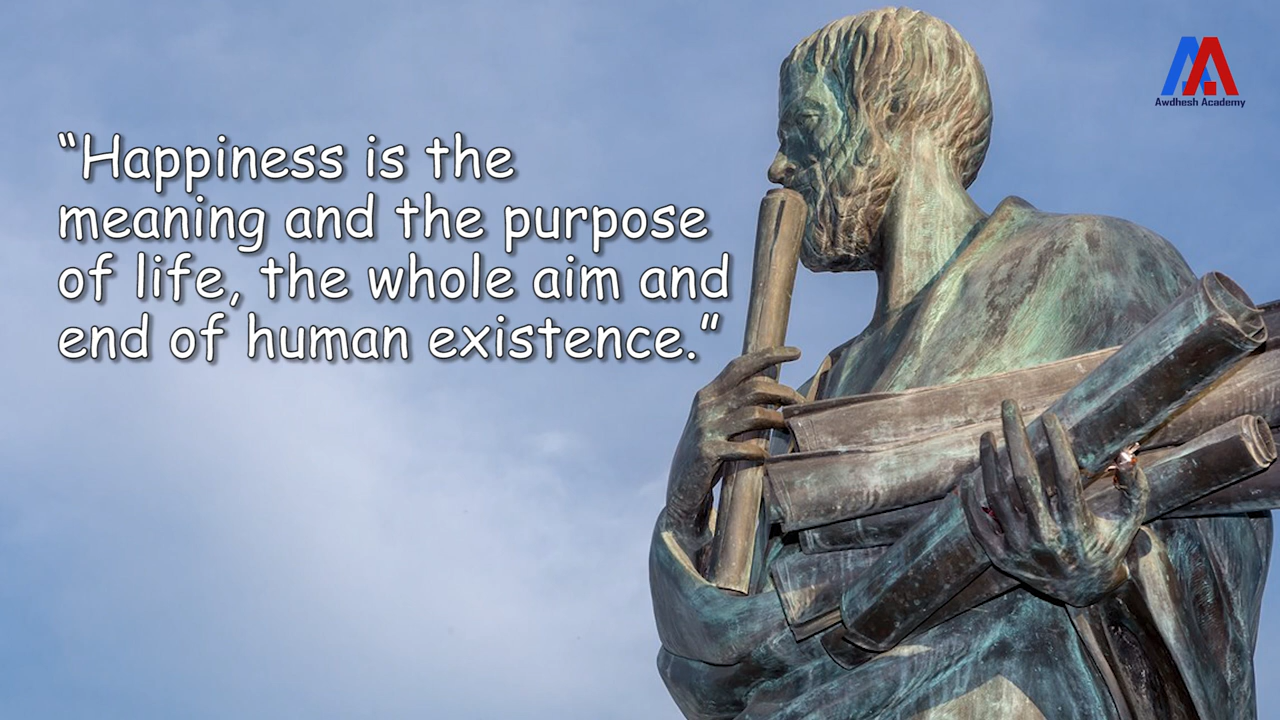 “Happiness is the
meaning and the purpose
of life, the whole aim and
end of human existence.”
AA
Awdhesh Academy